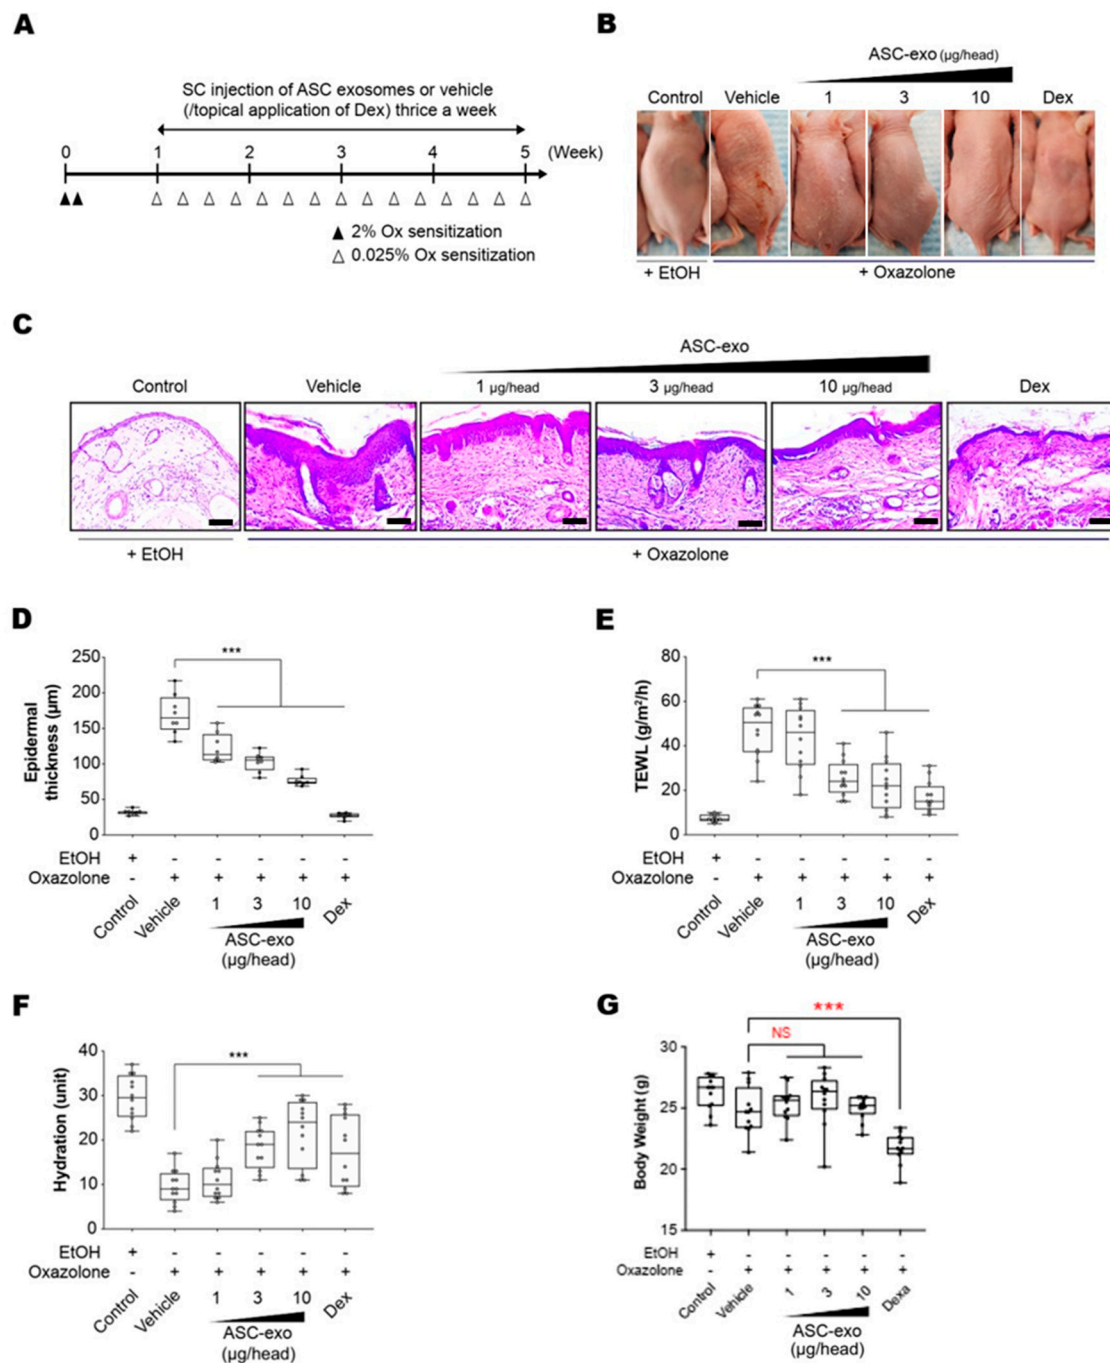 A
SC injection of ASC exosomes or vehicle
(/topical application of Dex) thrice a week
0 1 2 3 4 5 (Week)
▲ 2% Ox sensitization
△ 0.025% Ox sensitization
B
ASC-exo (µg/head)
Control Vehicle 1 3 10 Dex
+ EtOH + Oxazolone
C
ASC-exo
Control Vehicle 1 µg/head 3 µg/head 10 µg/head Dex
+ EtOH + Oxazolone
D
Epidermal
thickness (µm)
250
200
150
100
50
0
***
EtOH + - - - - -
Oxazolone - + + + + +
Control Vehicle 1 3 10 Dex
ASC-exo
(µg/head)
E
TEWL (g/m²/h)
80
60
40
20
0
***
EtOH + - - - - -
Oxazolone - + + + + +
Control Vehicle 1 3 10 Dex
ASC-exo
(µg/head)
F
Hydration (unit)
40
30
20
10
0
***
EtOH + - - - - -
Oxazolone - + + + + +
Control Vehicle 1 3 10 Dex
ASC-exo
(µg/head)
G
Body Weight (g)
30
25
20
15
***
NS
EtOH + - - - - -
Oxazolone - + + + + +
Control Vehicle 1 3 10 Dexa
ASC-exo
(µg/head)